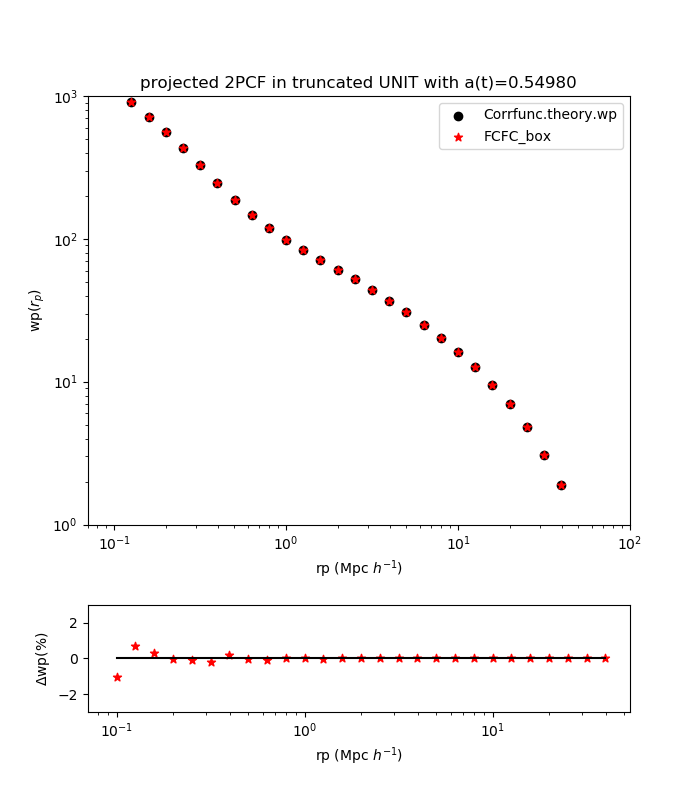 projected 2PCF in truncated UNIT with a(t)=0.54980
10³
10²
10¹
10⁰
wp(rₚ)
Corrfunc.theory.wp
FCFC_box
10⁻¹ 10⁰ 10¹ 10²
rp (Mpc h⁻¹)
2
0
−2
Δwp(%)
10⁻¹ 10⁰ 10¹
rp (Mpc h⁻¹)